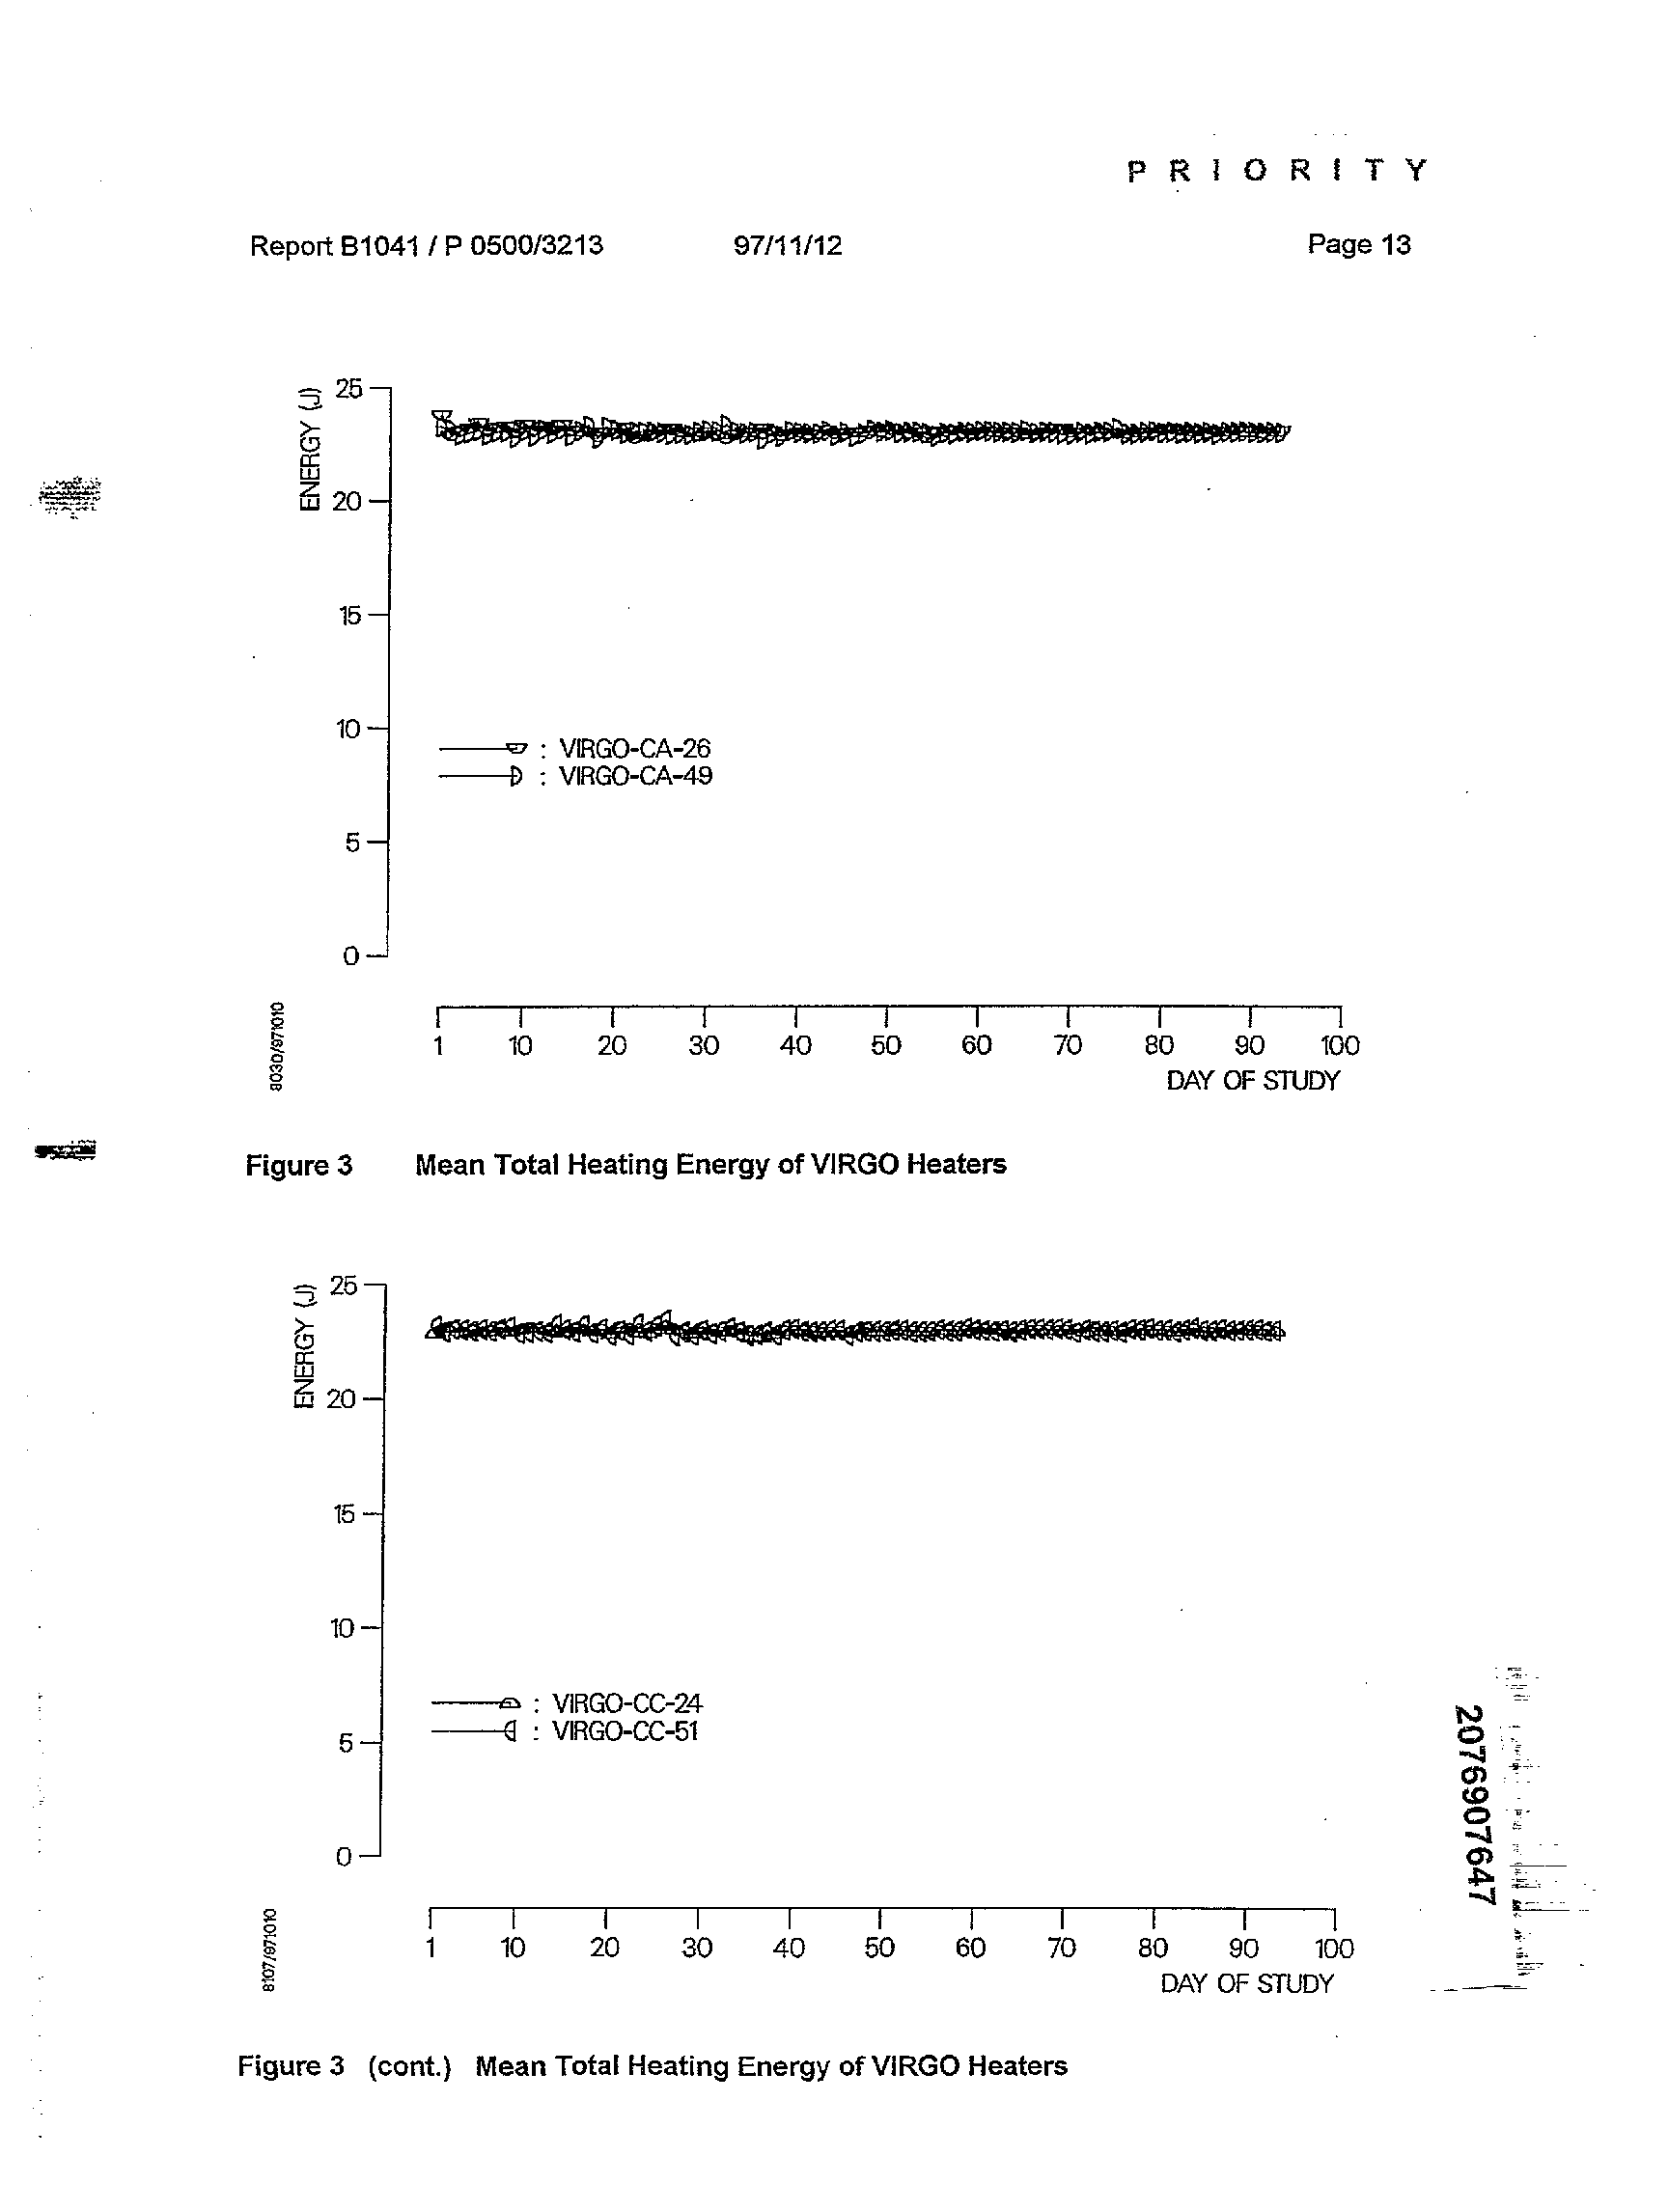 P R I O R I T Y
Report B1041 / P 0500/3213 97/11/12 Page 13
ENERGY (J)
25
20
15
10
5
0
: VIRGO-CA-26
: VIRGO-CA-49
1 10 20 30 40 50 60 70 80 90 100
DAY OF STUDY
8030/971010
Figure 3 Mean Total Heating Energy of VIRGO Heaters
ENERGY (J)
25
20
15
10
5
0
: VIRGO-CC-24
: VIRGO-CC-51
1 10 20 30 40 50 60 70 80 90 100
DAY OF STUDY
8107/971010
2076907647
Figure 3 (cont.) Mean Total Heating Energy of VIRGO Heaters